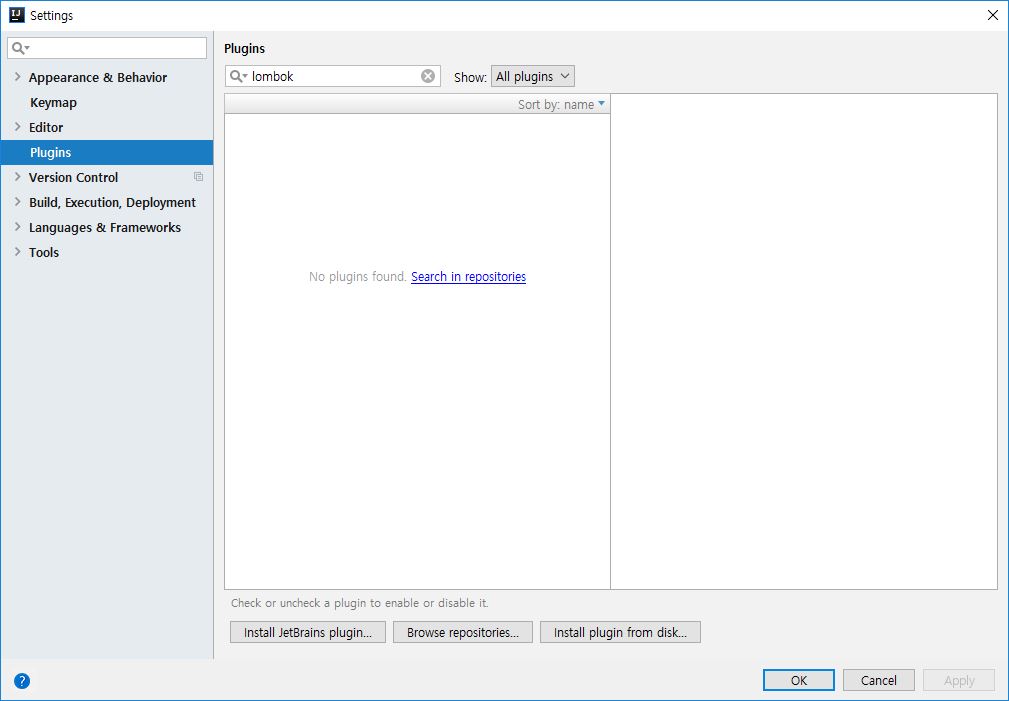 Settings
Plugins
Appearance & Behavior
lombok
Show: All plugins
Keymap
Sort by: name
Editor
Plugins
Version Control
Build, Execution, Deployment
Languages & Frameworks
Tools
No plugins found. Search in repositories
Check or uncheck a plugin to enable or disable it.
Install JetBrains plugin... Browse repositories... Install plugin from disk...
? OK Cancel Apply